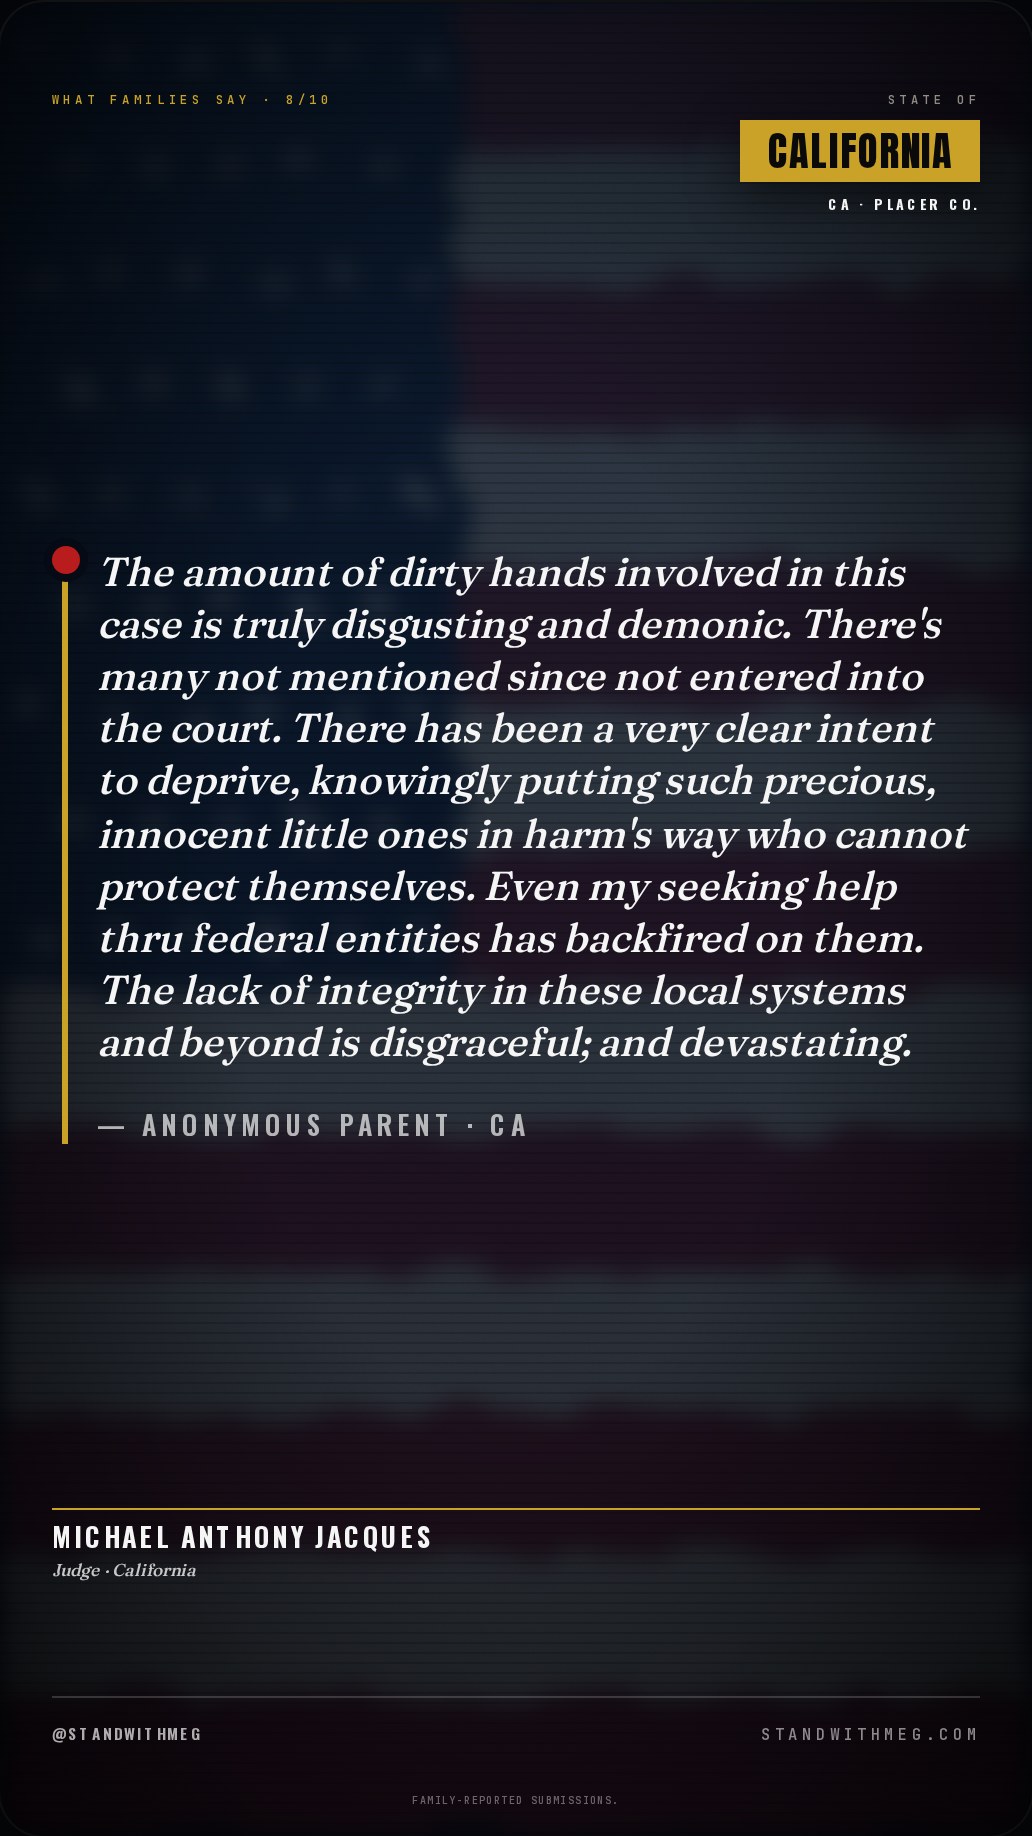 WHAT FAMILIES SAY · 8/10
STATE OF
CALIFORNIA
CA · PLACER CO.
The amount of dirty hands involved in this
case is truly disgusting and demonic. There's
many not mentioned since not entered into
the court. There has been a very clear intent
to deprive, knowingly putting such precious,
innocent little ones in harm's way who cannot
protect themselves. Even my seeking help
thru federal entities has backfired on them.
The lack of integrity in these local systems
and beyond is disgraceful; and devastating.
— ANONYMOUS PARENT · CA
MICHAEL ANTHONY JACQUES
Judge · California
@STANDWITHMEG
STANDWITHMEG.COM
FAMILY-REPORTED SUBMISSIONS.